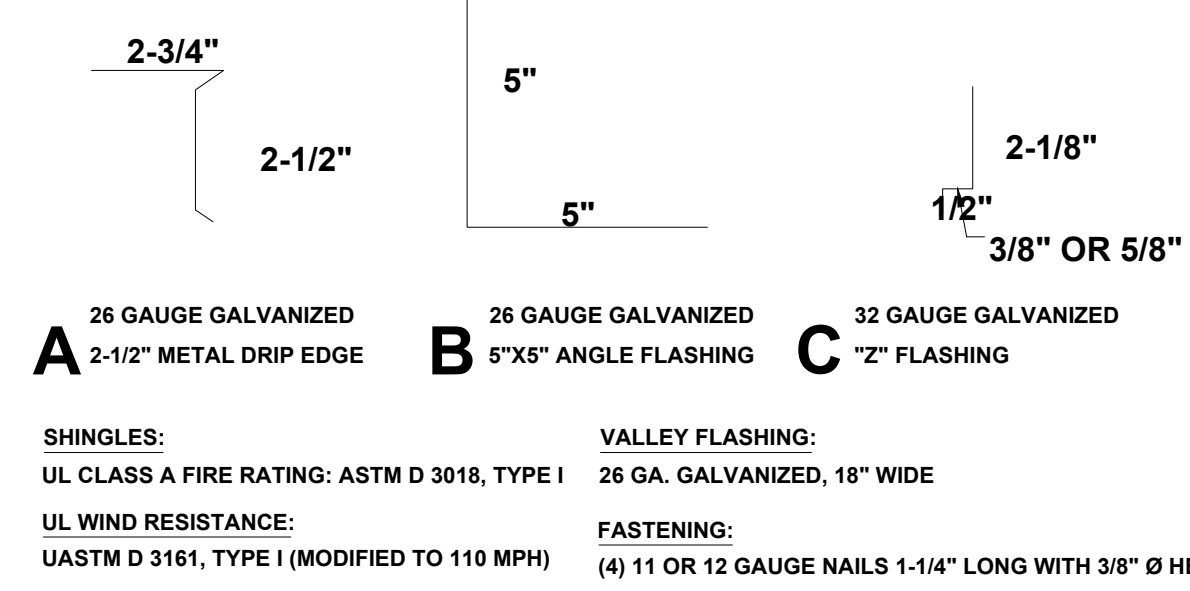 2-3/4"
2-1/2"
5"
5"
2-1/8"
1/2"
3/8" OR 5/8"
A
26 GAUGE GALVANIZED
2-1/2" METAL DRIP EDGE
B
26 GAUGE GALVANIZED
5"X5" ANGLE FLASHING
C
32 GAUGE GALVANIZED
"Z" FLASHING
SHINGLES:
UL CLASS A FIRE RATING: ASTM D 3018, TYPE I
UL WIND RESISTANCE:
UASTM D 3161, TYPE I (MODIFIED TO 110 MPH)
VALLEY FLASHING:
26 GA. GALVANIZED, 18" WIDE
FASTENING:
(4) 11 OR 12 GAUGE NAILS 1-1/4" LONG WITH 3/8" Ø